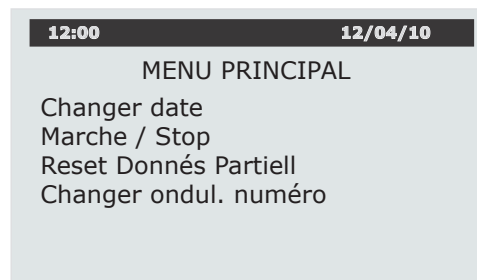 12:00 12/04/10
MENU PRINCIPAL
Changer date
Marche / Stop
Reset Donnés Partiell
Changer ondul. numéro